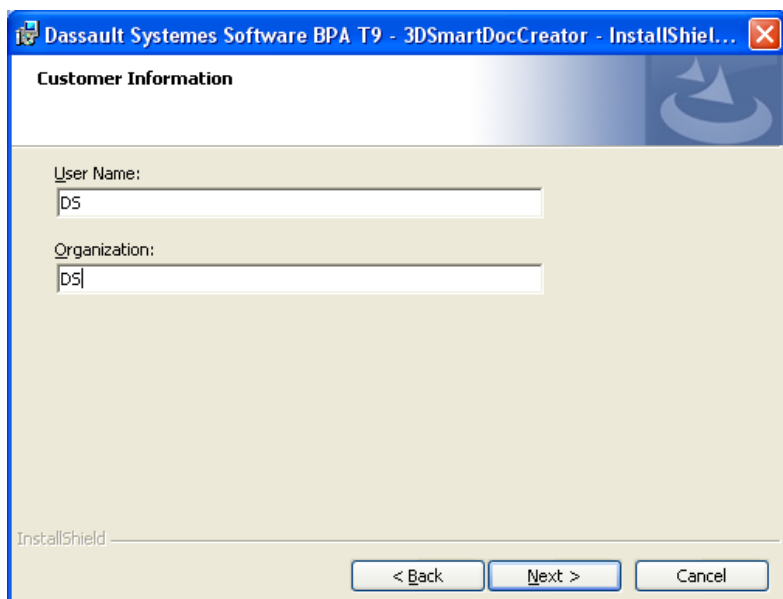 Dassault Systemes Software BPA T9 - 3DSmartDocCreator - InstallShiel...
Customer Information
User Name:
DS
Organization:
DS
InstallShield
< Back Next > Cancel